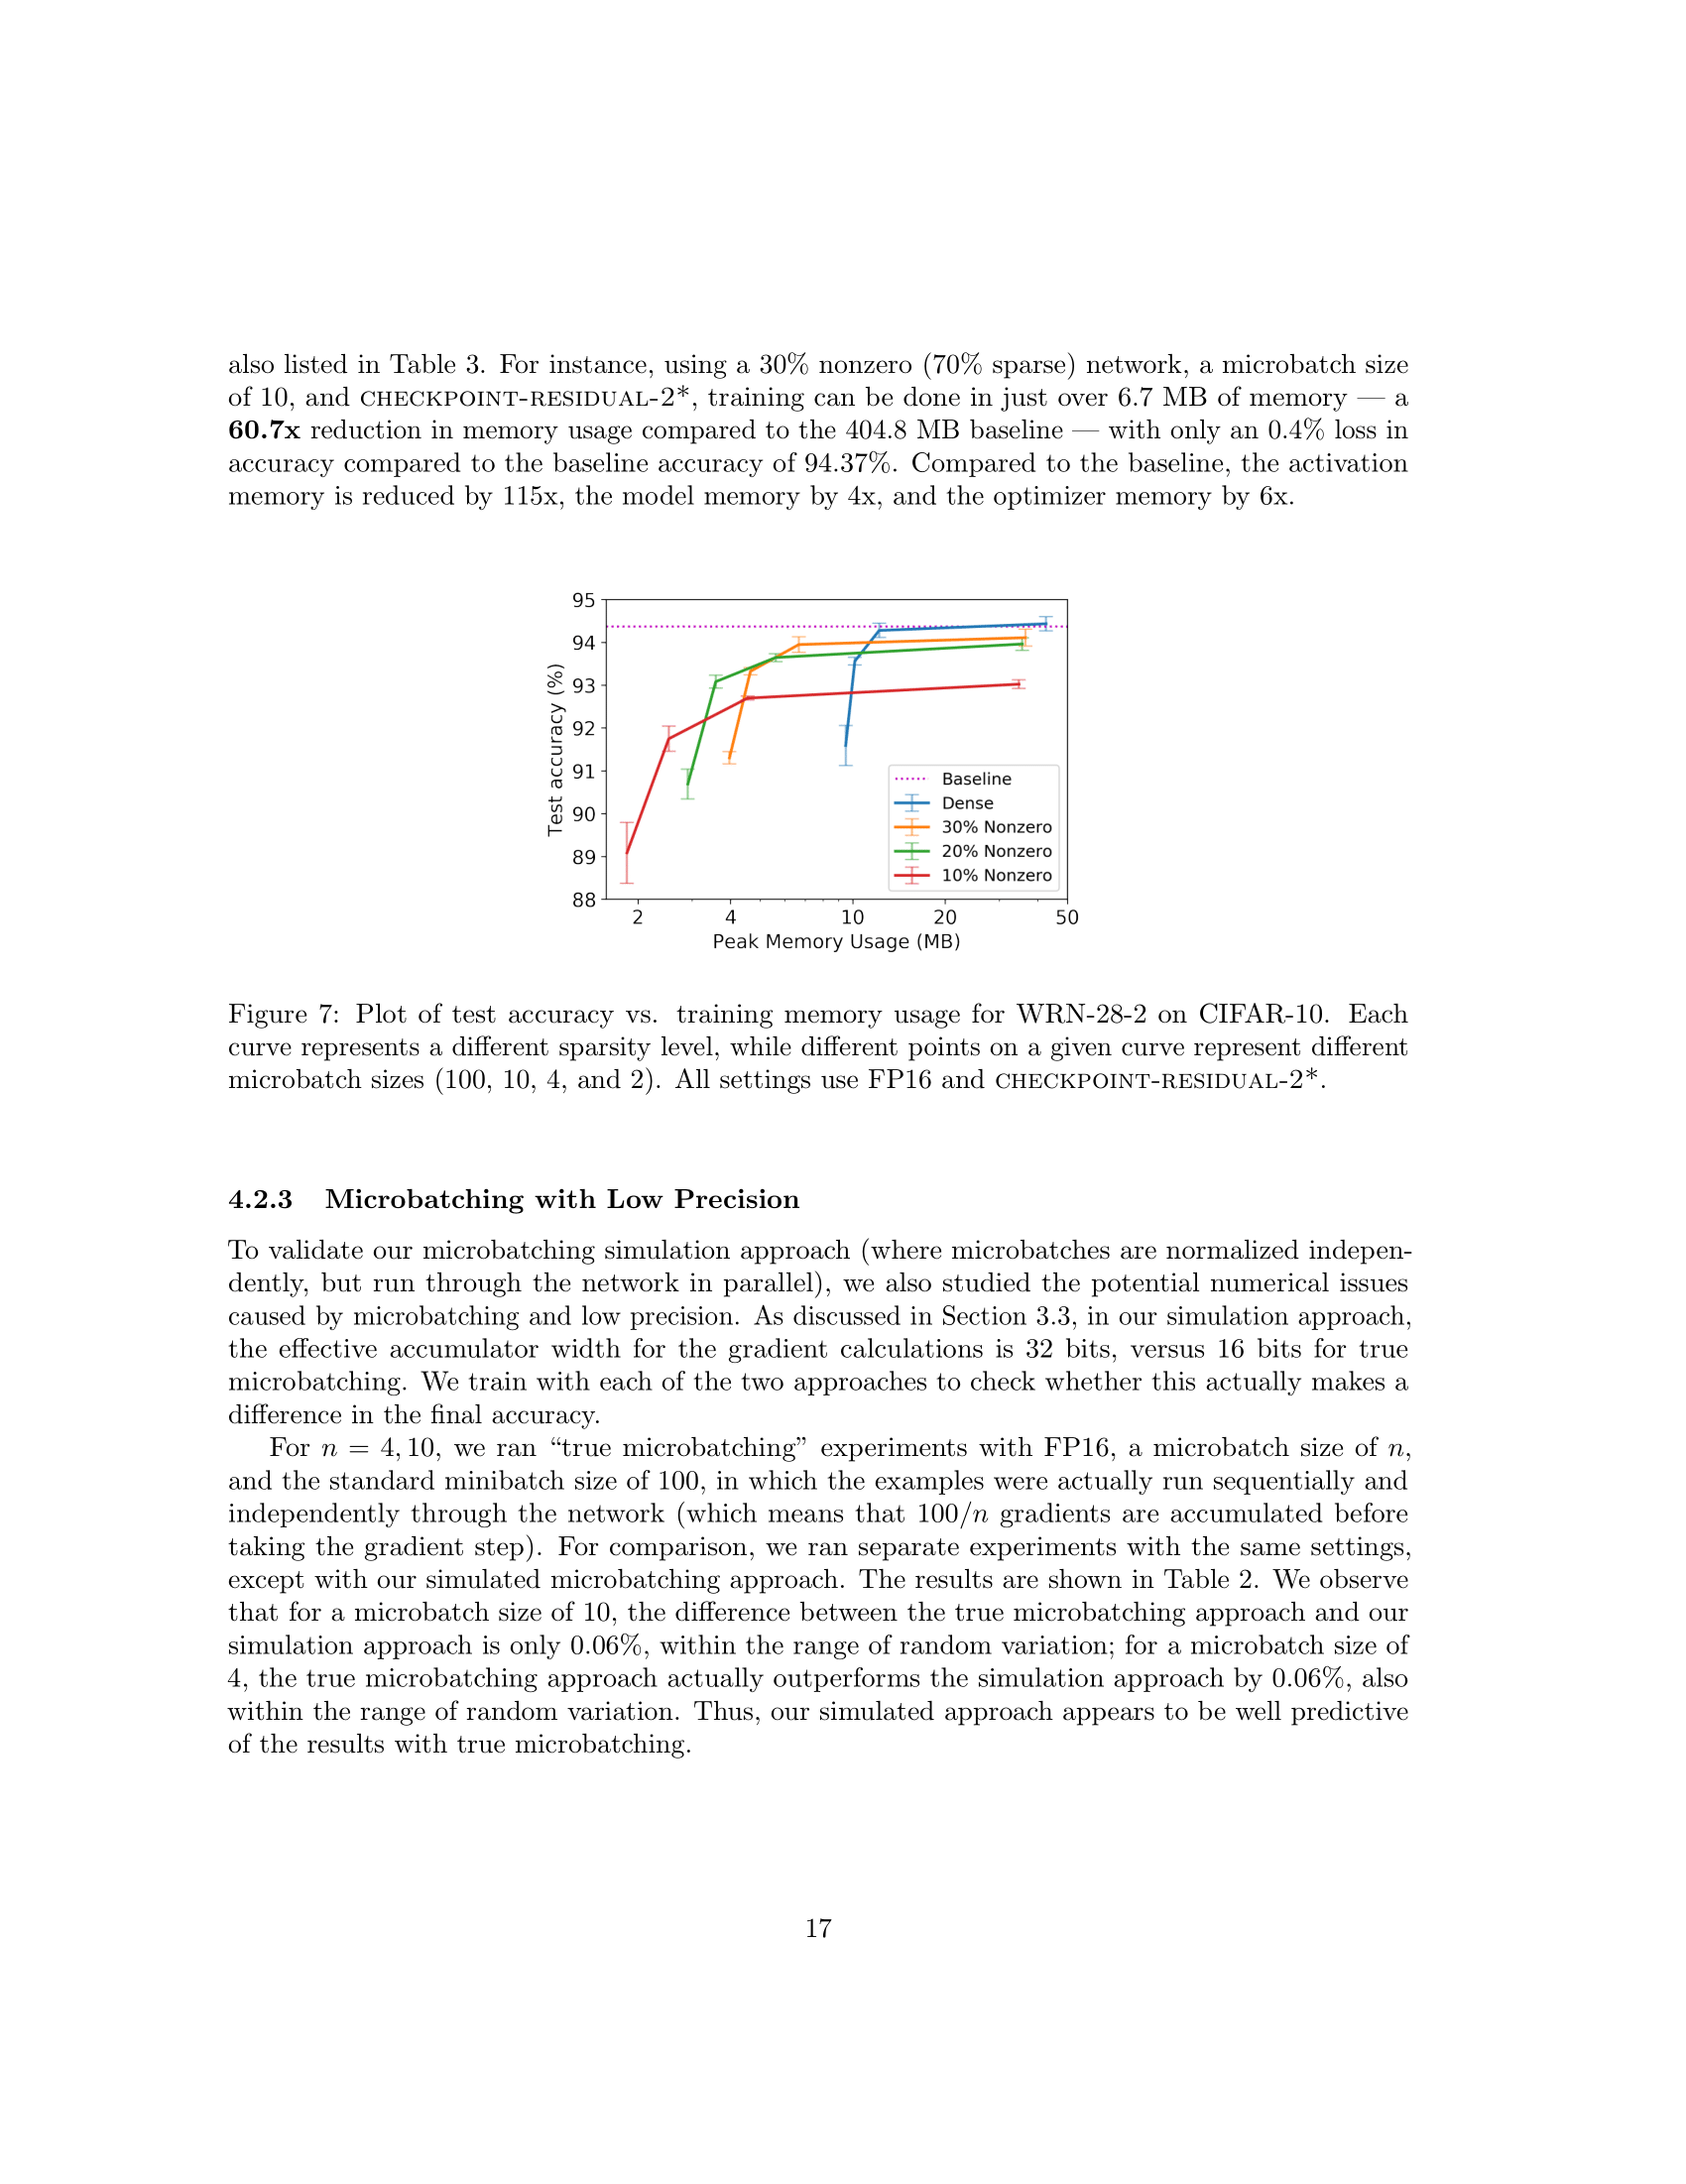 also listed in Table 3. For instance, using a 30% nonzero (70% sparse) network, a microbatch size
of 10, and CHECKPOINT-RESIDUAL-2*, training can be done in just over 6.7 MB of memory — a
60.7x reduction in memory usage compared to the 404.8 MB baseline — with only an 0.4% loss in
accuracy compared to the baseline accuracy of 94.37%. Compared to the baseline, the activation
memory is reduced by 115x, the model memory by 4x, and the optimizer memory by 6x.
95
94
93
92
91
90
89
88
Test accuracy (%)
Baseline
Dense
30% Nonzero
20% Nonzero
10% Nonzero
2 4 10 20 50
Peak Memory Usage (MB)
Figure 7: Plot of test accuracy vs. training memory usage for WRN-28-2 on CIFAR-10. Each
curve represents a different sparsity level, while different points on a given curve represent different
microbatch sizes (100, 10, 4, and 2). All settings use FP16 and CHECKPOINT-RESIDUAL-2*.
4.2.3 Microbatching with Low Precision
To validate our microbatching simulation approach (where microbatches are normalized indepen-
dently, but run through the network in parallel), we also studied the potential numerical issues
caused by microbatching and low precision. As discussed in Section 3.3, in our simulation approach,
the effective accumulator width for the gradient calculations is 32 bits, versus 16 bits for true
microbatching. We train with each of the two approaches to check whether this actually makes a
difference in the final accuracy.
For n = 4, 10, we ran “true microbatching” experiments with FP16, a microbatch size of n,
and the standard minibatch size of 100, in which the examples were actually run sequentially and
independently through the network (which means that 100/n gradients are accumulated before
taking the gradient step). For comparison, we ran separate experiments with the same settings,
except with our simulated microbatching approach. The results are shown in Table 2. We observe
that for a microbatch size of 10, the difference between the true microbatching approach and our
simulation approach is only 0.06%, within the range of random variation; for a microbatch size of
4, the true microbatching approach actually outperforms the simulation approach by 0.06%, also
within the range of random variation. Thus, our simulated approach appears to be well predictive
of the results with true microbatching.
17